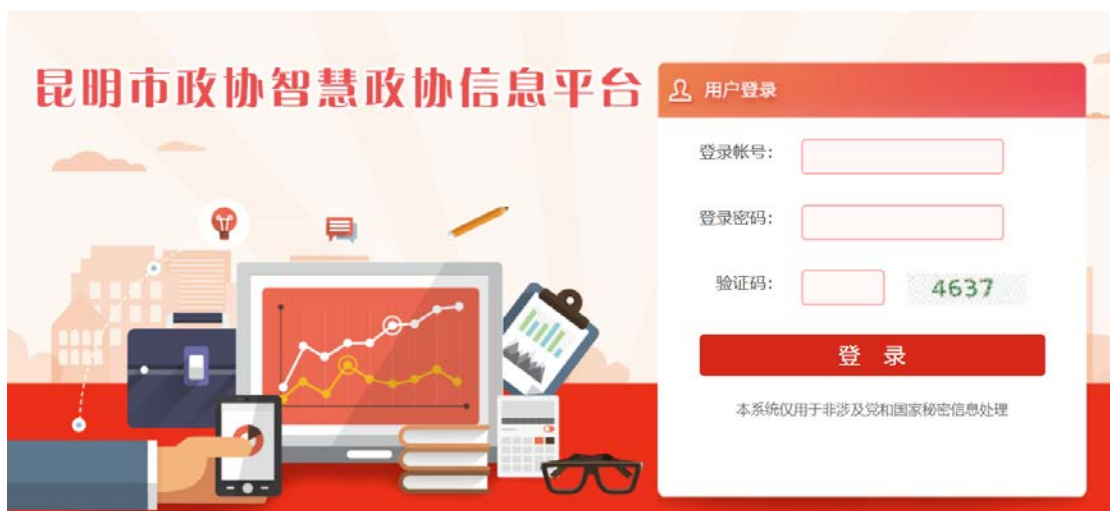 昆明市政协智慧政协信息平台
用户登录
登录帐号：
登录密码：
验证码：
4637
登 录
本系统仅用于非涉及党和国家秘密信息处理